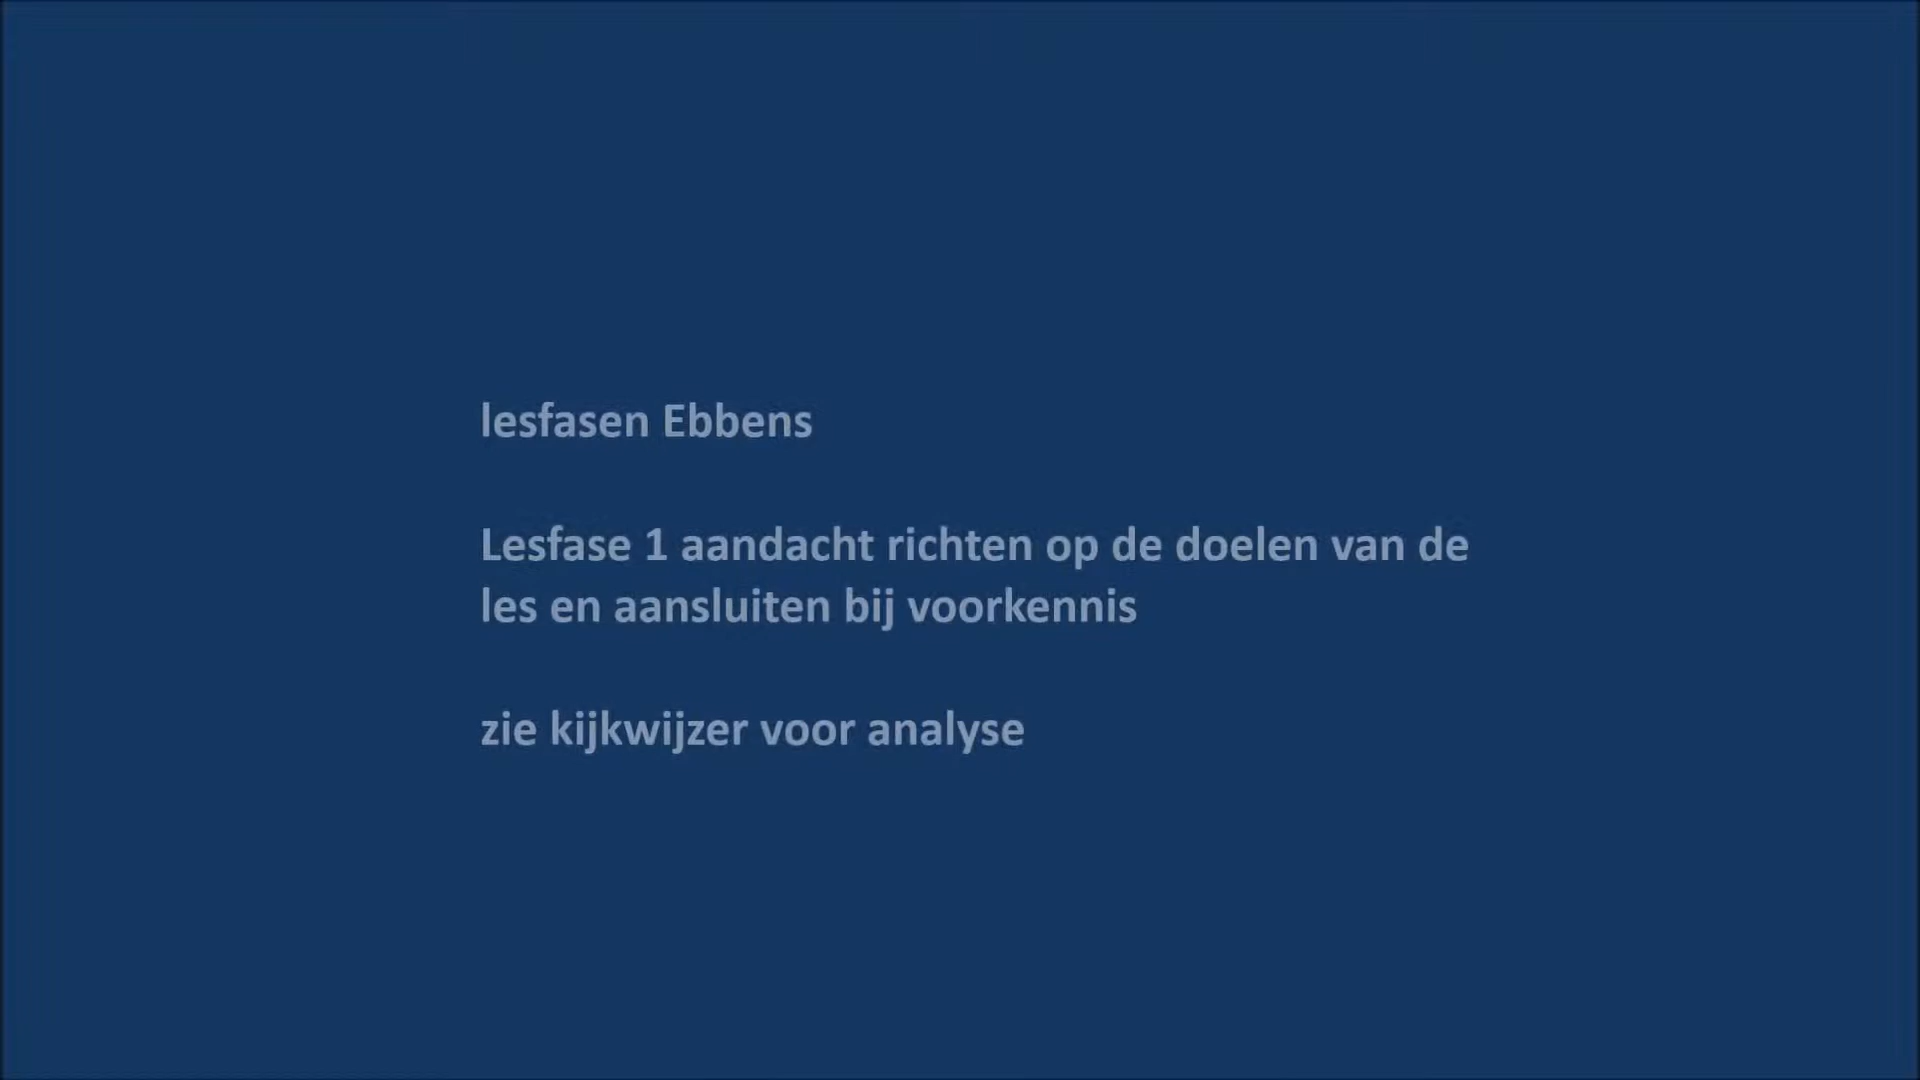 lesfasen Ebbens
Lesfase 1 aandacht richten op de doelen van de
les en aansluiten bij voorkennis
zie kijkwijzer voor analyse